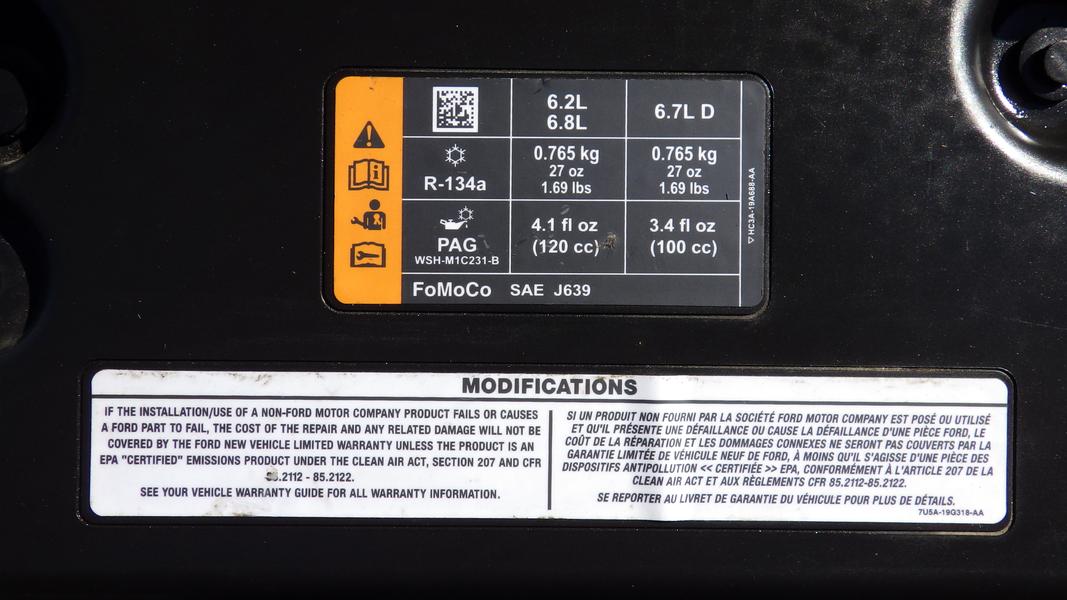 6.2L
6.8L
6.7L D
R-134a
0.765 kg
27 oz
1.69 lbs
0.765 kg
27 oz
1.69 lbs
PAG
WSH-M1C231-B
4.1 fl oz
(120 cc)
3.4 fl oz
(100 cc)
FoMoCo SAE J639
HC3A-19A688-AA
MODIFICATIONS
IF THE INSTALLATION/USE OF A NON-FORD MOTOR COMPANY PRODUCT FAILS OR CAUSES
A FORD PART TO FAIL, THE COST OF THE REPAIR AND ANY RELATED DAMAGE WILL NOT BE
COVERED BY THE FORD NEW VEHICLE LIMITED WARRANTY UNLESS THE PRODUCT IS AN
EPA "CERTIFIED" EMISSIONS PRODUCT UNDER THE CLEAN AIR ACT, SECTION 207 AND CFR
85.2112 - 85.2122.
SEE YOUR VEHICLE WARRANTY GUIDE FOR ALL WARRANTY INFORMATION.
SI UN PRODUIT NON FOURNI PAR LA SOCIÉTÉ FORD MOTOR COMPANY EST POSÉ OU UTILISÉ
ET QU'IL PRÉSENTE UNE DÉFAILLANCE OU CAUSE LA DÉFAILLANCE D'UNE PIÈCE FORD, LE
COÛT DE LA RÉPARATION ET LES DOMMAGES CONNEXES NE SERONT PAS COUVERTS PAR LA
GARANTIE LIMITÉE DE VÉHICULE NEUF DE FORD, À MOINS QU'IL S'AGISSE D'UNE PIÈCE DES
DISPOSITIFS ANTIPOLLUTION << CERTIFIÉE >> EPA, CONFORMÉMENT À L'ARTICLE 207 DE LA
CLEAN AIR ACT ET AUX RÈGLEMENTS CFR 85.2112-85.2122.
SE REPORTER AU LIVRET DE GARANTIE DU VÉHICULE POUR PLUS DE DÉTAILS.
7U5A-19G318-AA